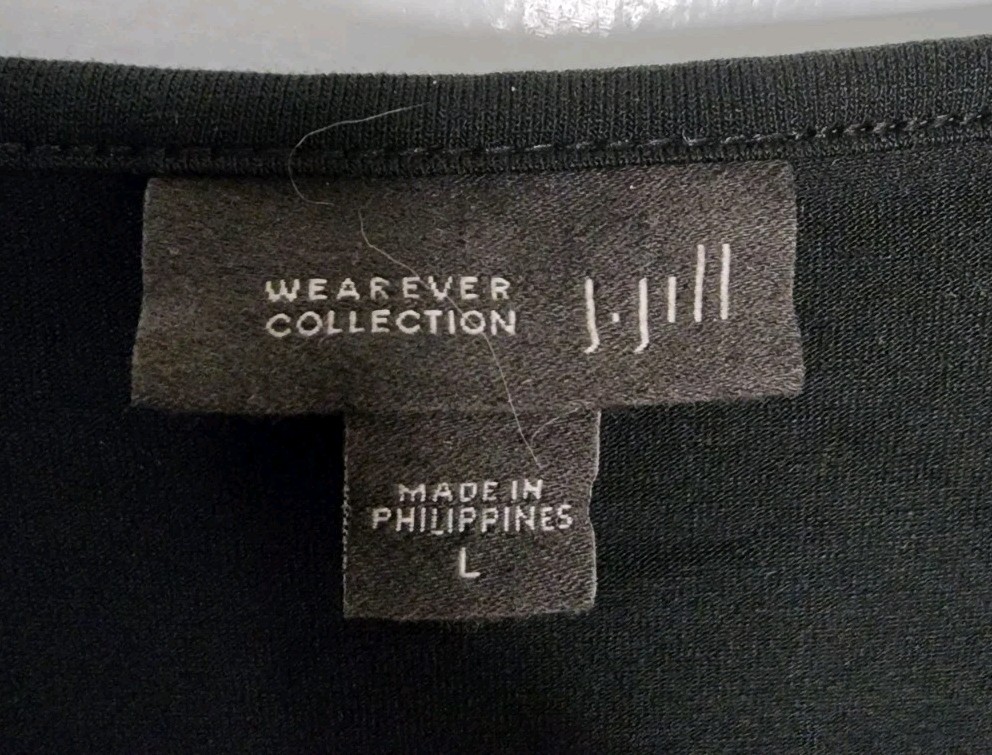 WEAREVER
COLLECTION
J.Jill
MADE IN
PHILIPPINES
L